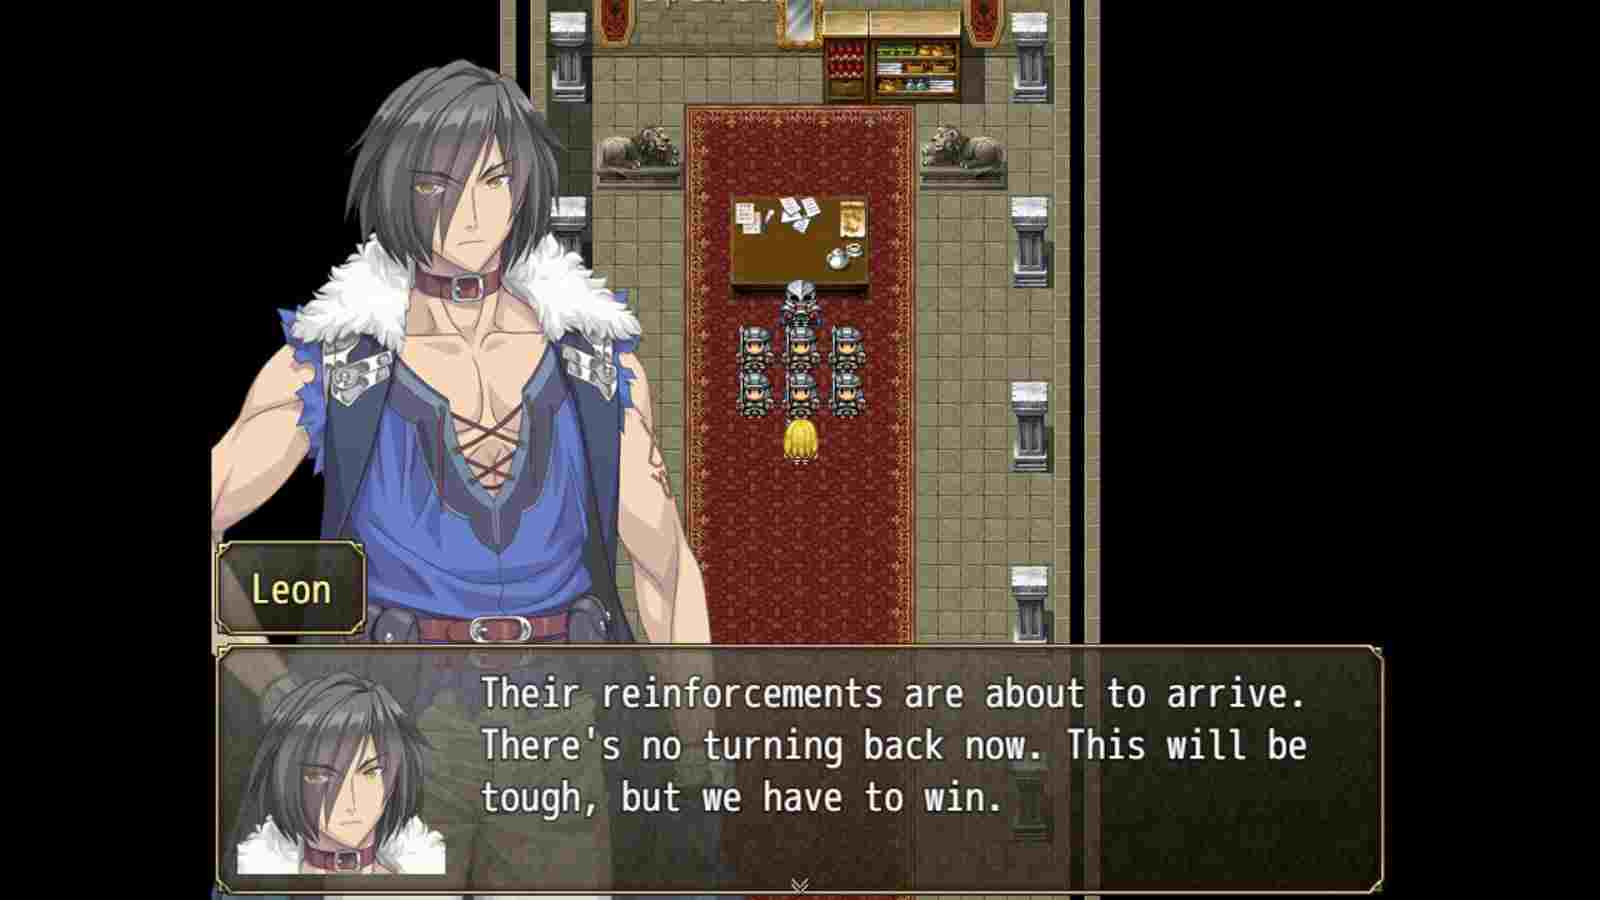 Leon
Their reinforcements are about to arrive.
There's no turning back now. This will be
tough, but we have to win.